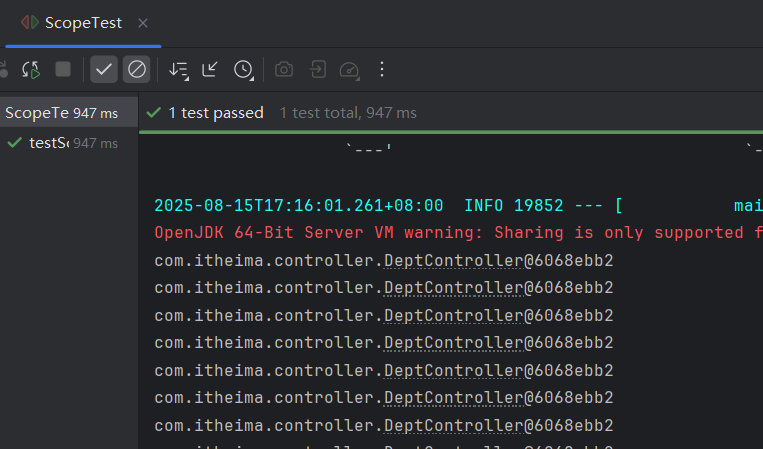 ScopeTest
ScopeTe 947 ms
✓ 1 test passed 1 test total, 947 ms
✓ testSc 947 ms
`---' `-
2025-08-15T17:16:01.261+08:00  INFO 19852 --- [           mai
OpenJDK 64-Bit Server VM warning: Sharing is only supported f
com.itheima.controller.DeptController@6068ebb2
com.itheima.controller.DeptController@6068ebb2
com.itheima.controller.DeptController@6068ebb2
com.itheima.controller.DeptController@6068ebb2
com.itheima.controller.DeptController@6068ebb2
com.itheima.controller.DeptController@6068ebb2
com.itheima.controller.DeptController@6068ebb2